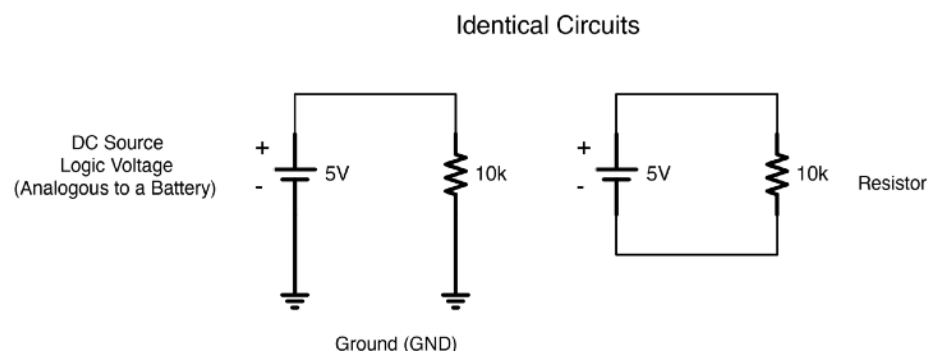 Identical Circuits
DC Source
Logic Voltage
(Analogous to a Battery)
+
-
5V
10k
+
-
5V
10k
Resistor
Ground (GND)